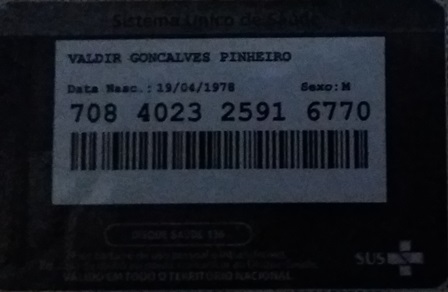 Sistema Único de Saúde
VALDIR GONCALVES PINHEIRO
Data Nasc.: 19/04/1978 Sexo: M
708 4023 2591 6770
DISQUE SAÚDE 136
VÁLIDO EM TODO O TERRITÓRIO NACIONAL
SUS